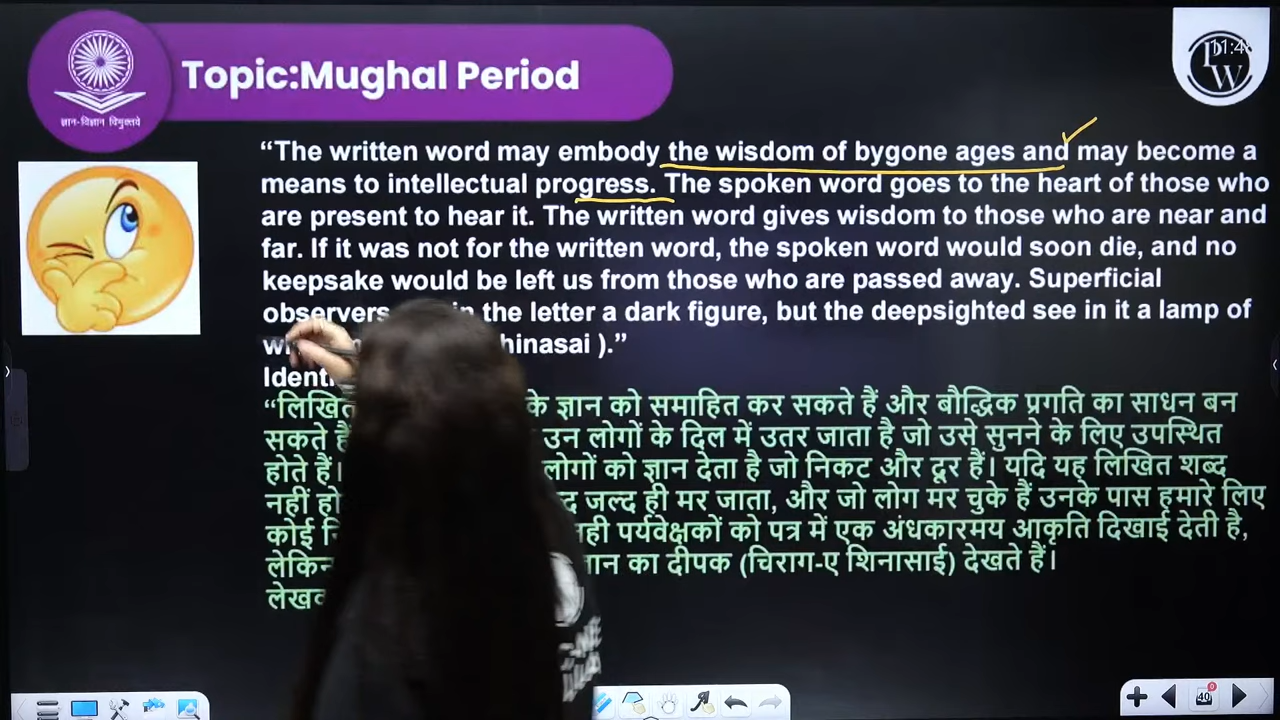 Topic:Mughal Period
ज्ञान-विज्ञान विमुक्तये
PW
11:4
“The written word may embody the wisdom of bygone ages and may become a
means to intellectual progress. The spoken word goes to the heart of those who
are present to hear it. The written word gives wisdom to those who are near and
far. If it was not for the written word, the spoken word would soon die, and no
keepsake would be left us from those who are passed away. Superficial
observers in the letter a dark figure, but the deepsighted see in it a lamp of
hinasai ).”
“लिखित के ज्ञान को समाहित कर सकते हैं और बौद्धिक प्रगति का साधन बन
सकते हैं उन लोगों के दिल में उतर जाता है जो उसे सुनने के लिए उपस्थित
होते हैं। लोगों को ज्ञान देता है जो निकट और दूर हैं। यदि यह लिखित शब्द
नहीं जल्द ही मर जाता, और जो लोग मर चुके हैं उनके पास हमारे लिए
कोई पर्यवेक्षकों को पत्र में एक अंधकारमय आकृति दिखाई देती है,
लेकिन का दीपक (चिराग-ए शिनासाई) देखते हैं।
40